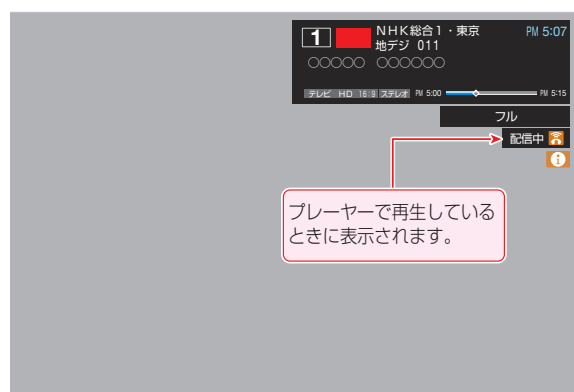 1 NHK総合1・東京 PM 5:07
地デジ 011
○○○○○ ○○○○○○
テレビ HD 16:9 ステレオ PM 5:00 PM 5:15
フル
配信中
i
プレーヤーで再生している
ときに表示されます。